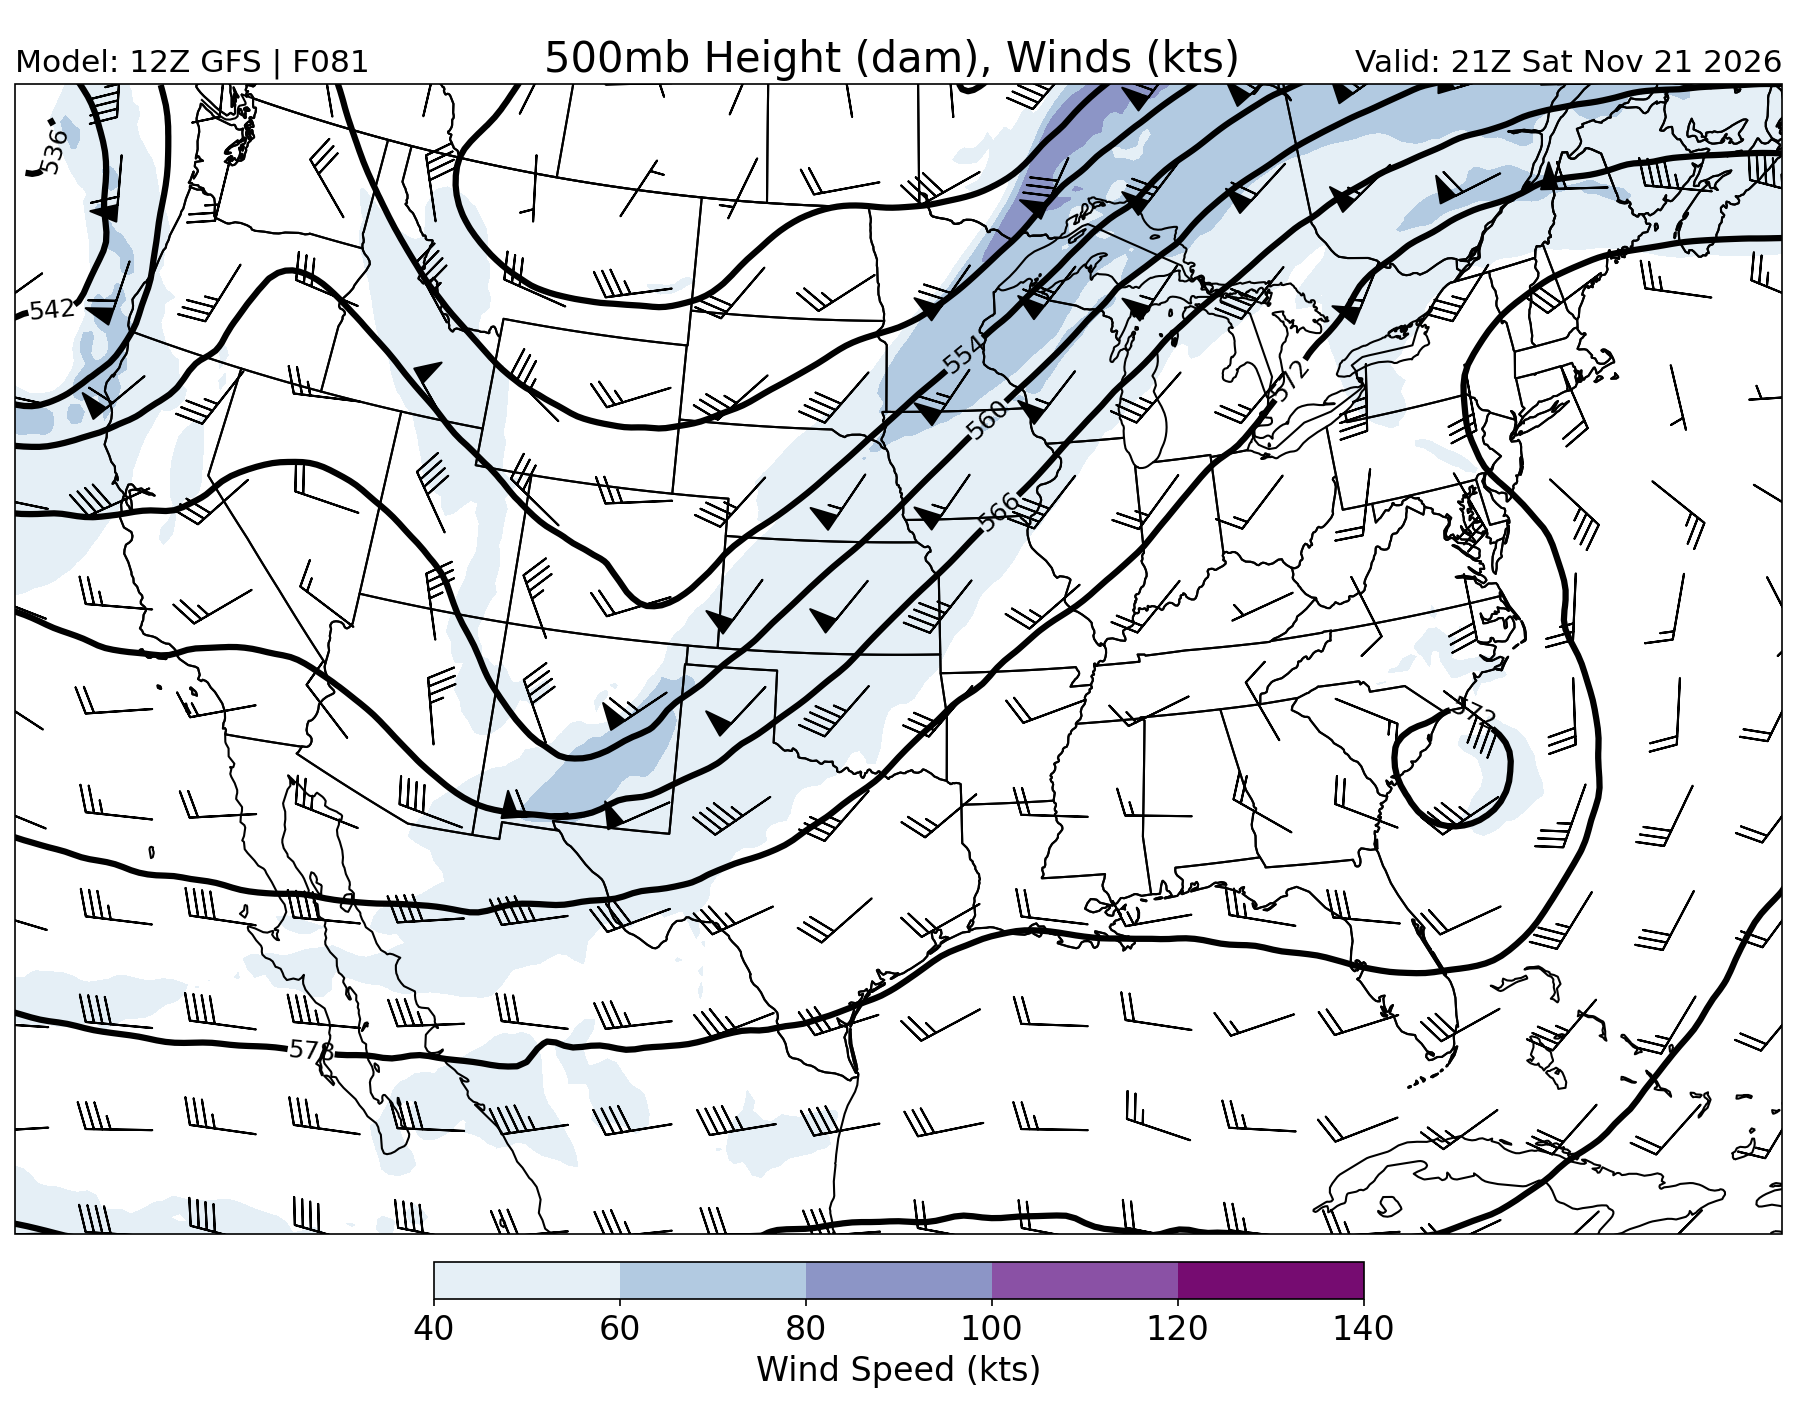 Model: 12Z GFS | F081
500mb Height (dam), Winds (kts)
Valid: 21Z Sat Nov 21 2026
536
542
554
572
560
566
572
578
40 60 80 100 120 140
Wind Speed (kts)